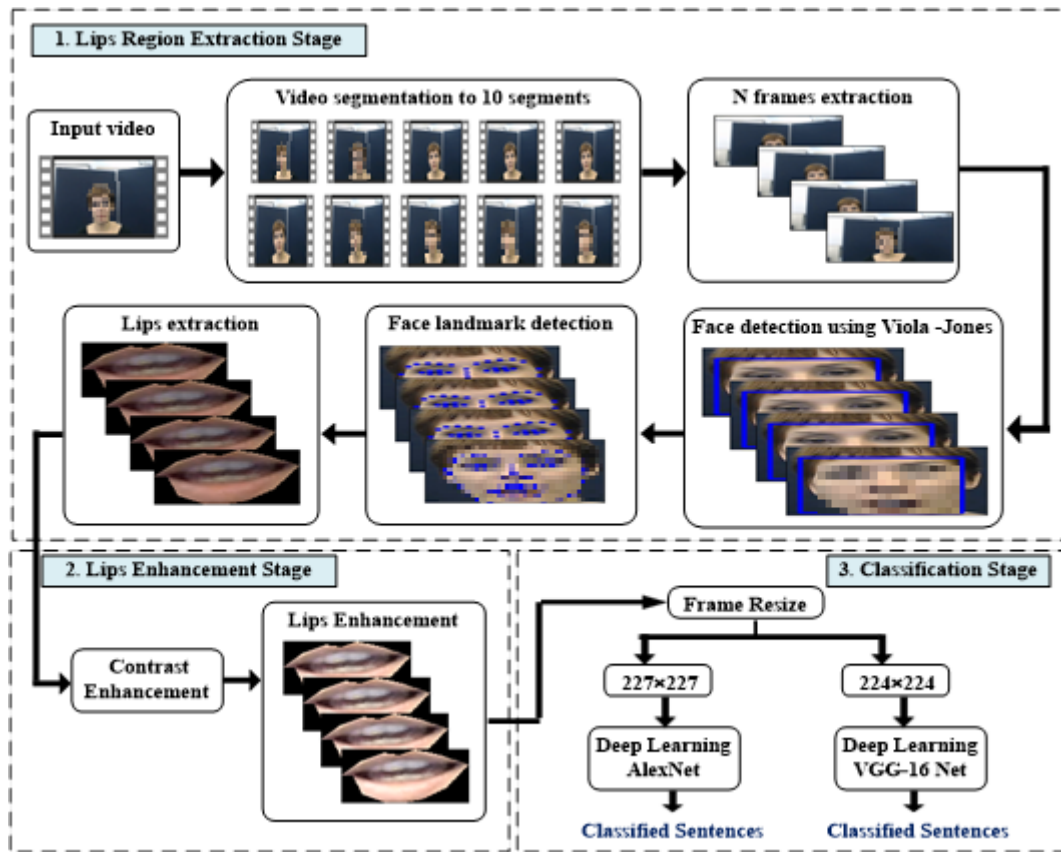 1. Lips Region Extraction Stage
Input video
Video segmentation to 10 segments
N frames extraction
Lips extraction
Face landmark detection
Face detection using Viola -Jones
2. Lips Enhancement Stage
Contrast
Enhancement
Lips Enhancement
3. Classification Stage
Frame Resize
227×227
224×224
Deep Learning
AlexNet
Deep Learning
VGG-16 Net
Classified Sentences
Classified Sentences